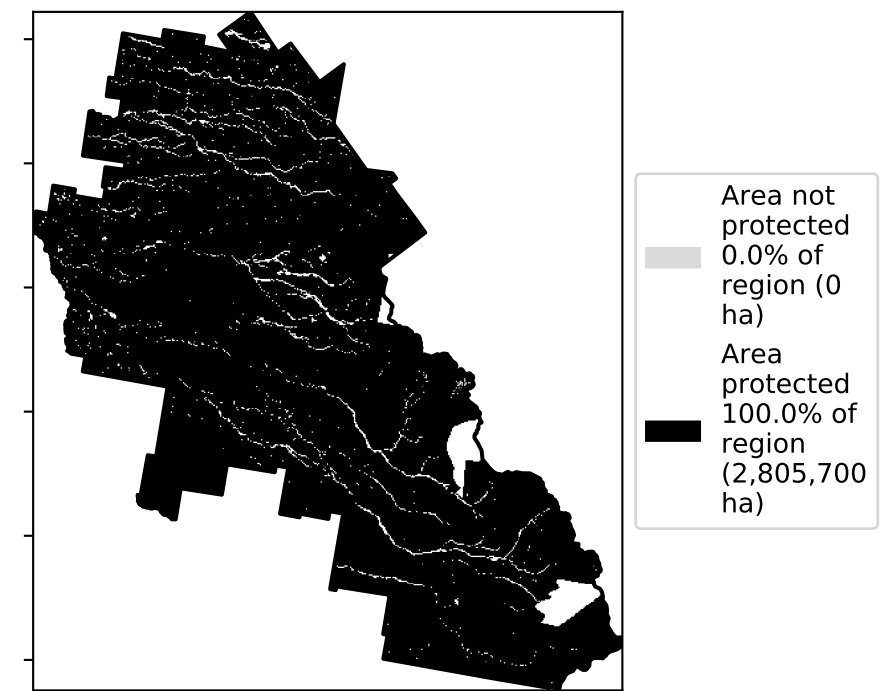 Area not
protected
0.0% of
region (0
ha)
Area
protected
100.0% of
region
(2,805,700
ha)